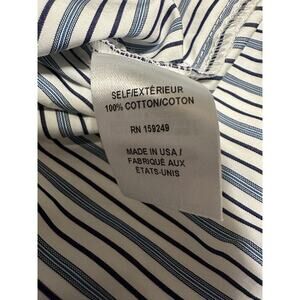 SELF/EXTÉRIEUR
100% COTTON/COTON
RN 159249
MADE IN USA/
FABRIQUÉ AUX
ÉTATS-UNIS